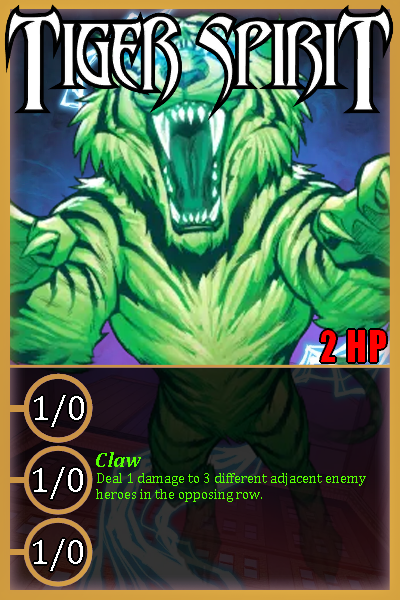 TIGER SPIRIT
2 HP
1/0
1/0
Claw
Deal 1 damage to 3 different adjacent enemy
heroes in the opposing row.
1/0